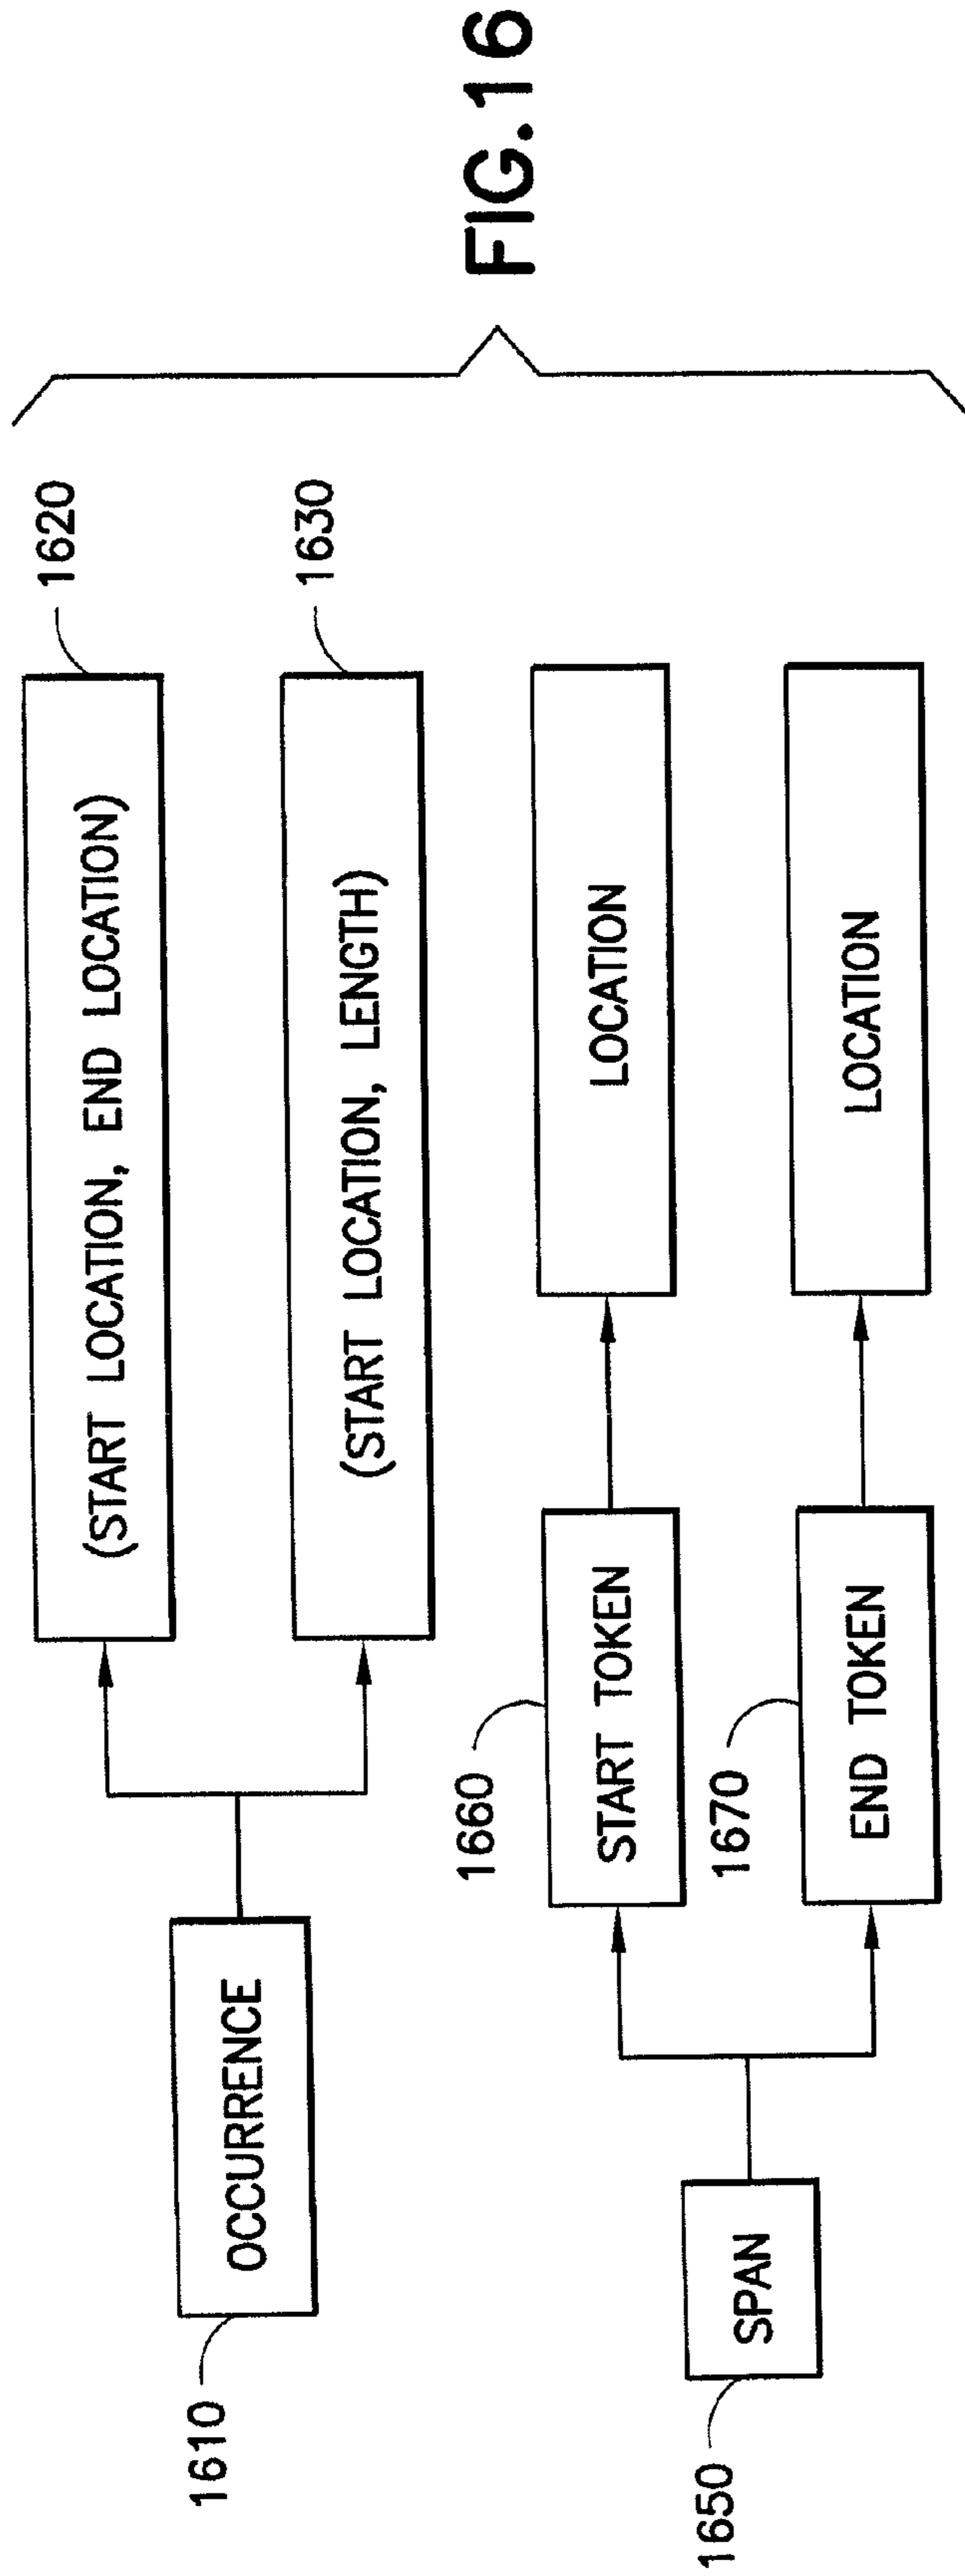 1610
OCCURRENCE
(START LOCATION, END LOCATION)
1620
(START LOCATION, LENGTH)
1630
1650
SPAN
1660
START TOKEN
LOCATION
1670
END TOKEN
LOCATION
FIG.16